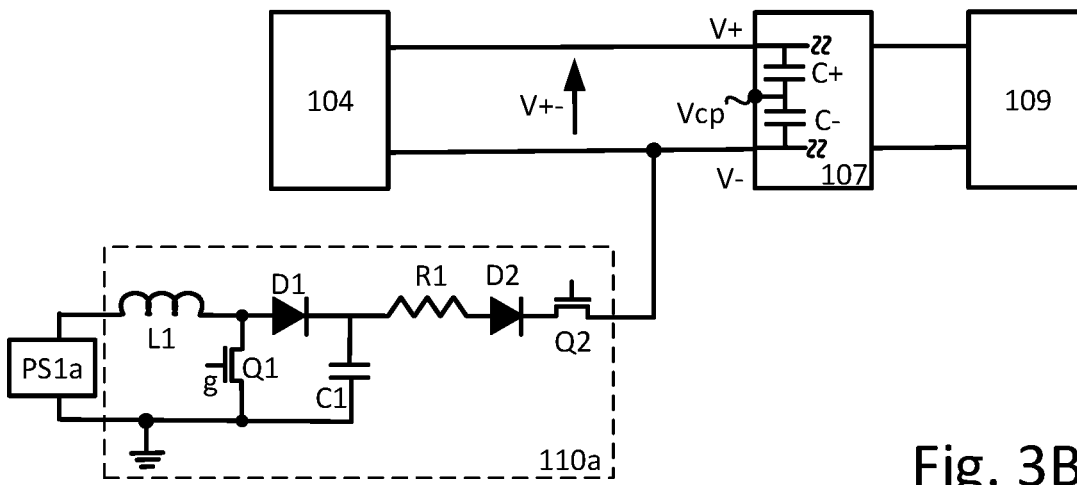 V+
104
V+-
Vcp
C+
C-
109
V-
107
D1
R1
D2
L1
Q2
PS1a
g
Q1
C1
110a
Fig. 3B